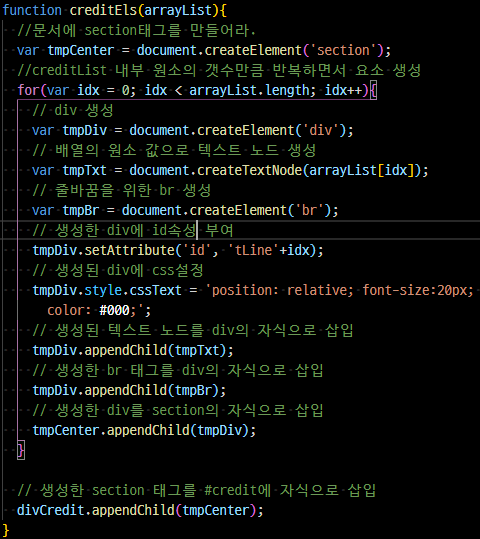 function creditEls(arrayList){
//문서에 section태그를 만들어라.
var tmpCenter = document.createElement('section');
//creditList 내부 원소의 갯수만큼 반복하면서 요소 생성
for(var idx = 0; idx < arrayList.length; idx++){
// div 생성
var tmpDiv = document.createElement('div');
// 배열의 원소 값으로 텍스트 노드 생성
var tmpTxt = document.createTextNode(arrayList[idx]);
// 줄바꿈을 위한 br 생성
var tmpBr = document.createElement('br');
// 생성한 div에 id속성 부여
tmpDiv.setAttribute('id', 'tLine'+idx);
// 생성된 div에 css설정
tmpDiv.style.cssText = 'position: relative; font-size:20px;
color: #000;';
// 생성된 텍스트 노드를 div의 자식으로 삽입
tmpDiv.appendChild(tmpTxt);
// 생성한 br 태그를 div의 자식으로 삽입
tmpDiv.appendChild(tmpBr);
// 생성한 div를 section의 자식으로 삽입
tmpCenter.appendChild(tmpDiv);
}
// 생성한 section 태그를 #credit에 자식으로 삽입
divCredit.appendChild(tmpCenter);
}